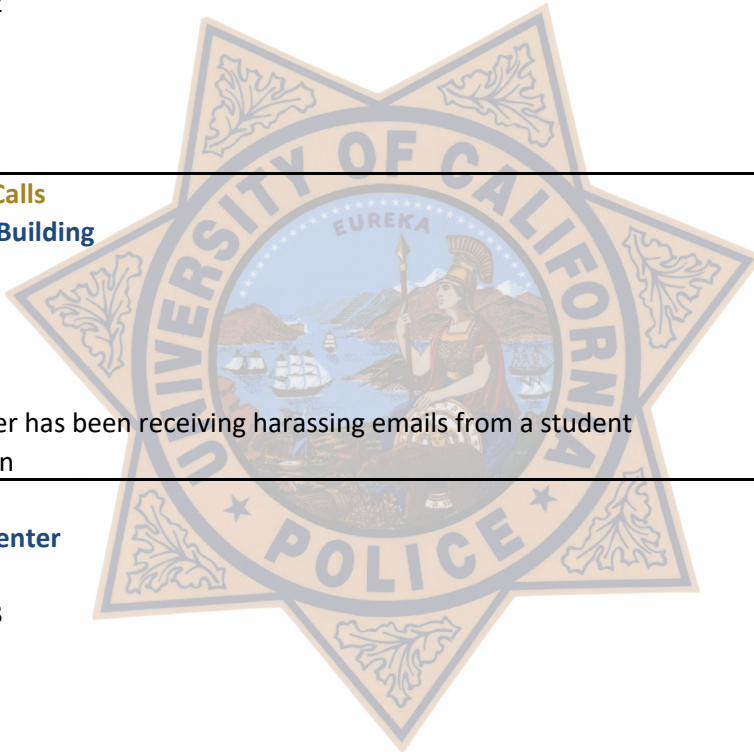 Calls
Building
er has been receiving harassing emails from a student
n
enter
UNIVERSITY OF CALIFORNIA
EUREKA
POLICE